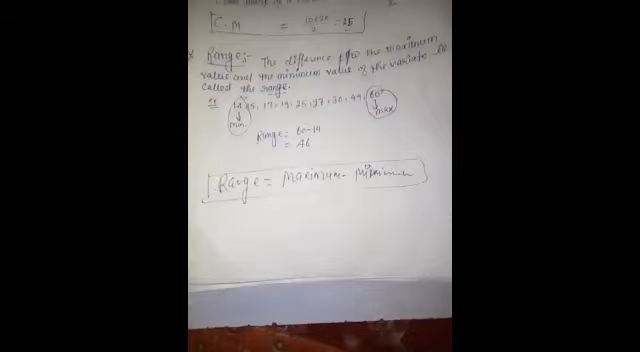 C.M = 10+20/2 = 15
Range:- The difference b/w the maximum
value and the minimum value of the variate is
called the range.
ex 14, 15, 17, 19, 25, 27, 30, 49, 60
min max
Range = 60-14
= 46
Range = Maximum - Minimum